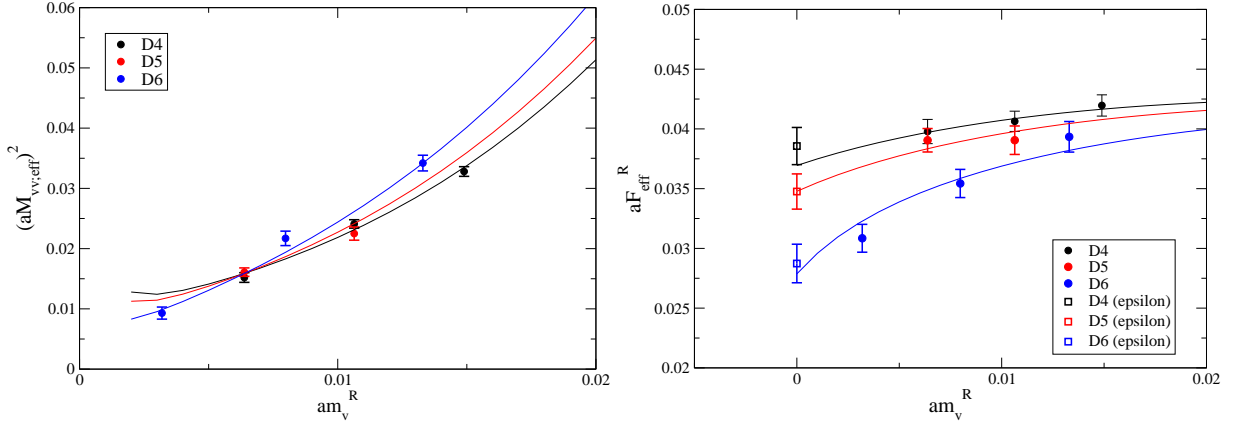 0.06
0.05
0.04
0.03
0.02
0.01
0
(aM_{vv;eff})^2
D4
D5
D6
0 0.01 0.02
am_v^R
0.05
0.045
0.04
0.035
0.03
0.025
0.02
aF_{eff}^R
D4
D5
D6
D4 (epsilon)
D5 (epsilon)
D6 (epsilon)
0 0.01 0.02
am_v^R